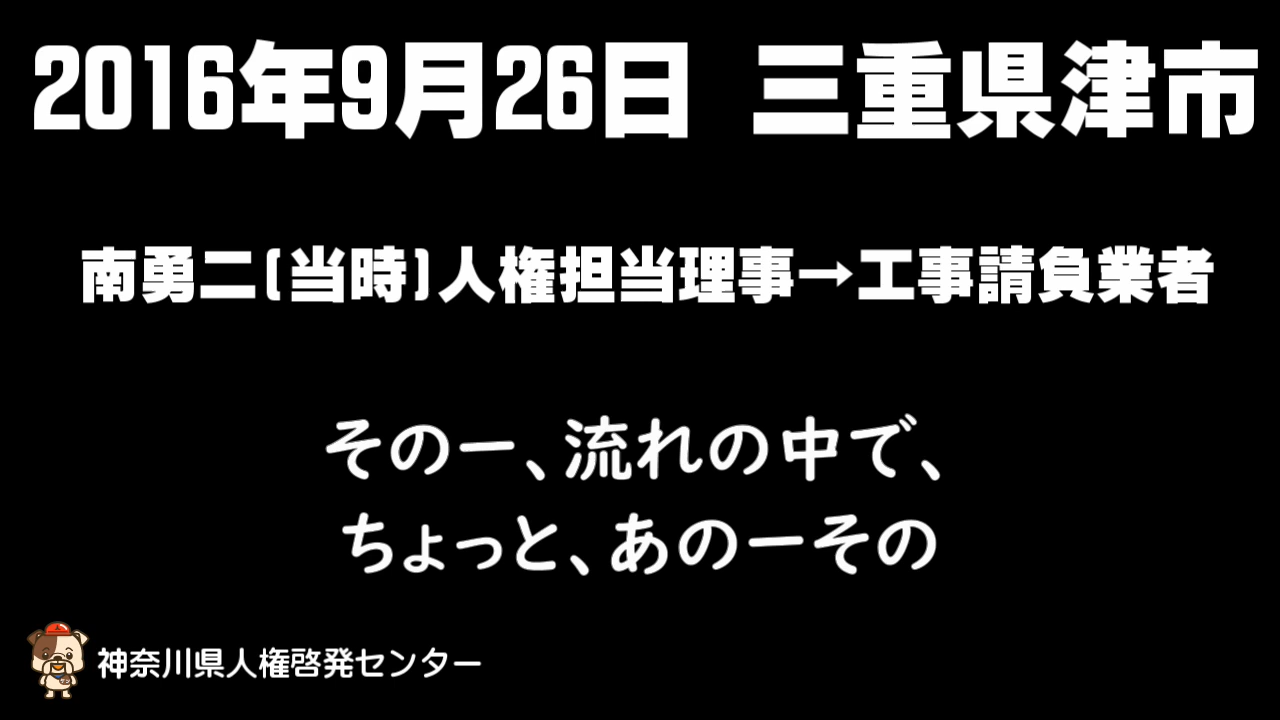 2016年9月26日 三重県津市
南勇二(当時)人権担当理事→工事請負業者
そのー、流れの中で、
ちょっと、あのーその
神奈川県人権啓発センター